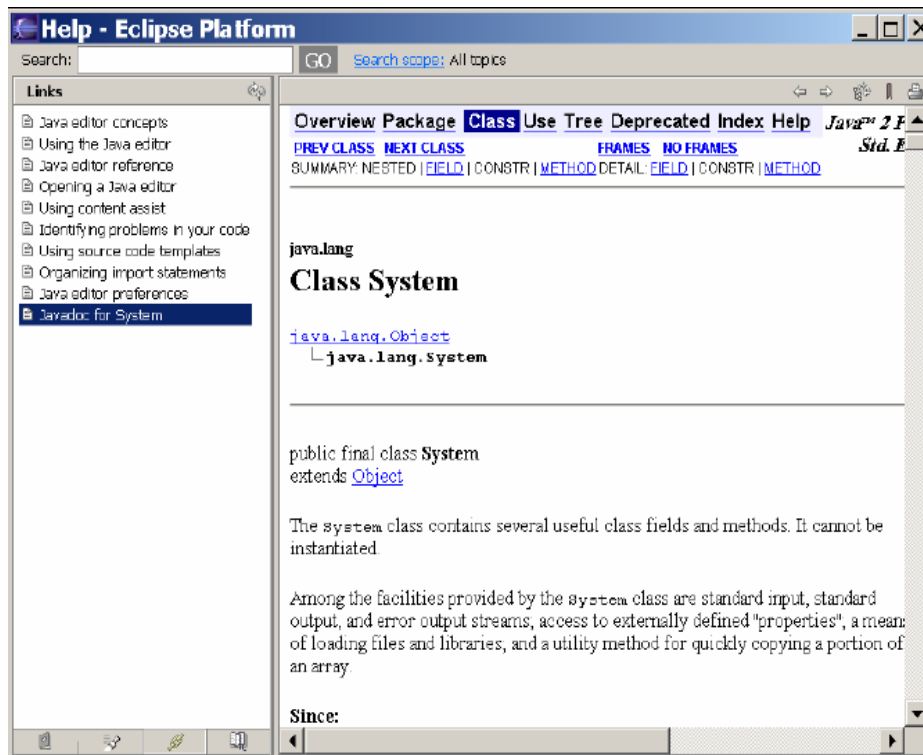 Help - Eclipse Platform
Search: GO Search scope: All topics
Links
Java editor concepts
Using the Java editor
Java editor reference
Opening a Java editor
Using content assist
Identifying problems in your code
Using source code templates
Organizing import statements
Java editor preferences
Javadoc for System
Overview Package Class Use Tree Deprecated Index Help Java™ 2 P
PREV CLASS NEXT CLASS FRAMES NO FRAMES Std. E
SUMMARY: NESTED | FIELD | CONSTR | METHOD DETAIL: FIELD | CONSTR | METHOD
java.lang
Class System
java.lang.Object
java.lang.System
public final class System
extends Object
The System class contains several useful class fields and methods. It cannot be
instantiated.
Among the facilities provided by the System class are standard input, standard
output, and error output streams, access to externally defined "properties", a means
of loading files and libraries, and a utility method for quickly copying a portion of
an array.
Since: